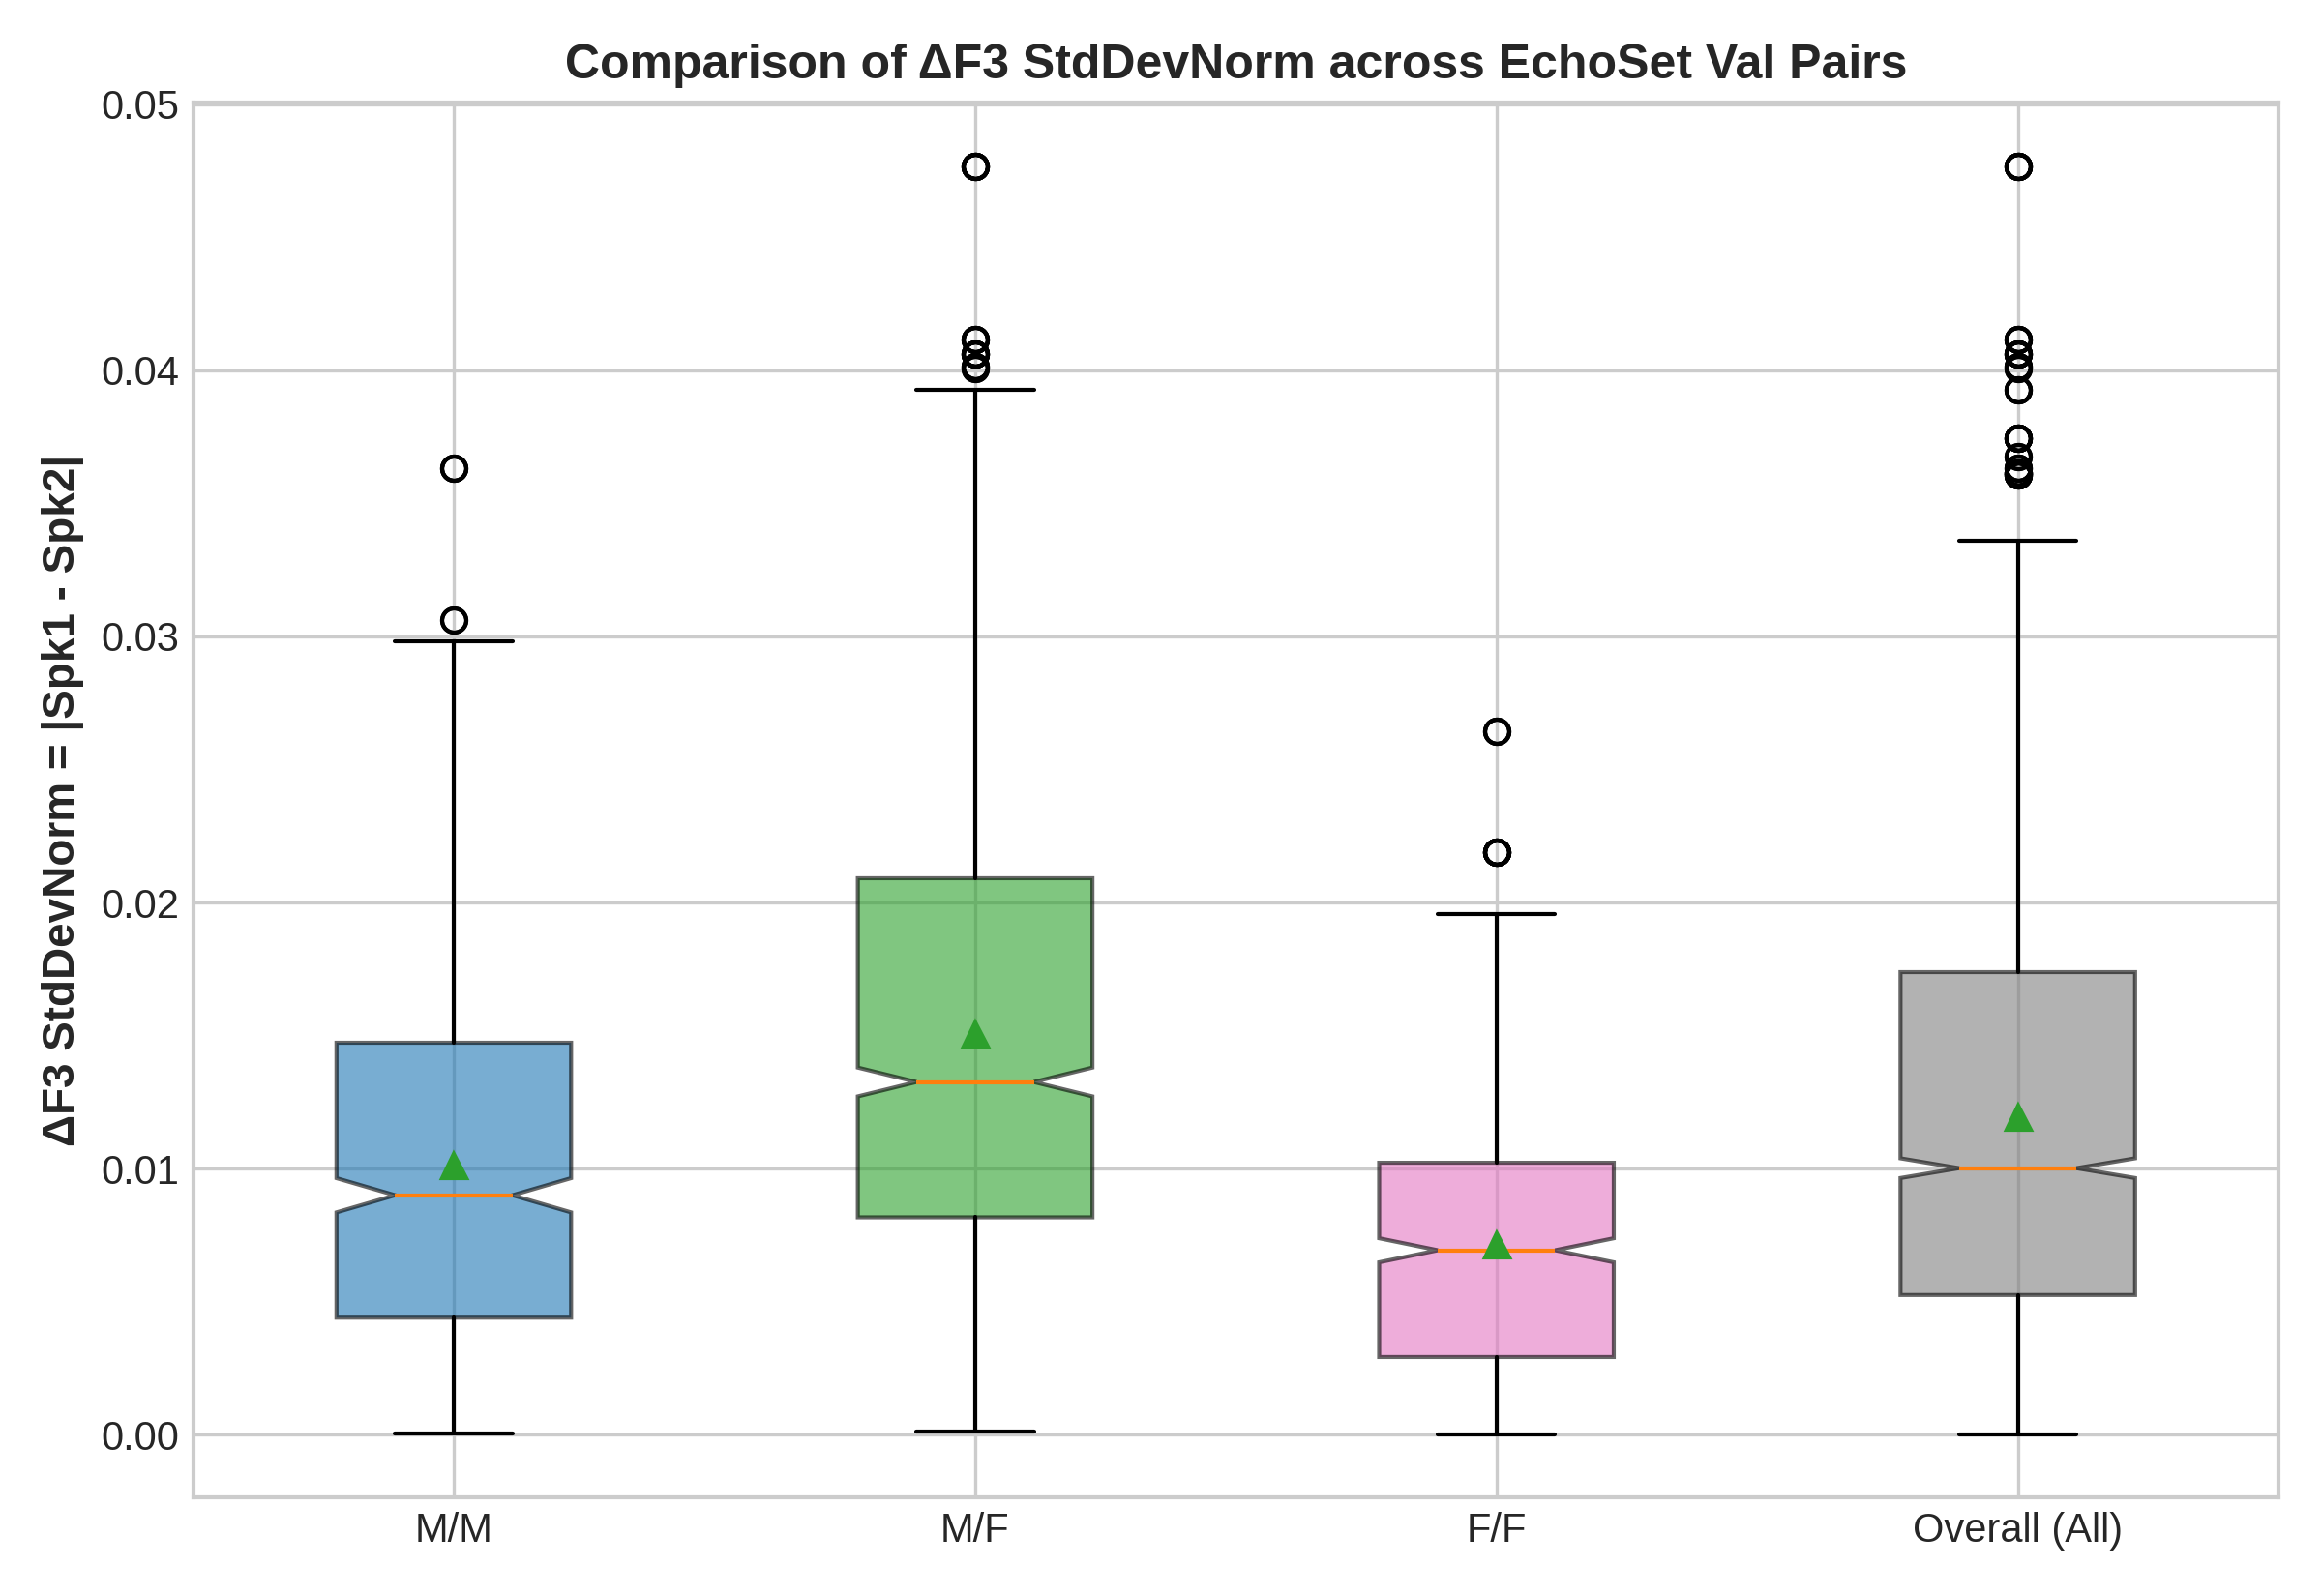 Comparison of ΔF3 StdDevNorm across EchoSet Val Pairs
ΔF3 StdDevNorm = |Spk1 - Spk2|
0.05
0.04
0.03
0.02
0.01
0.00
M/M
M/F
F/F
Overall (All)